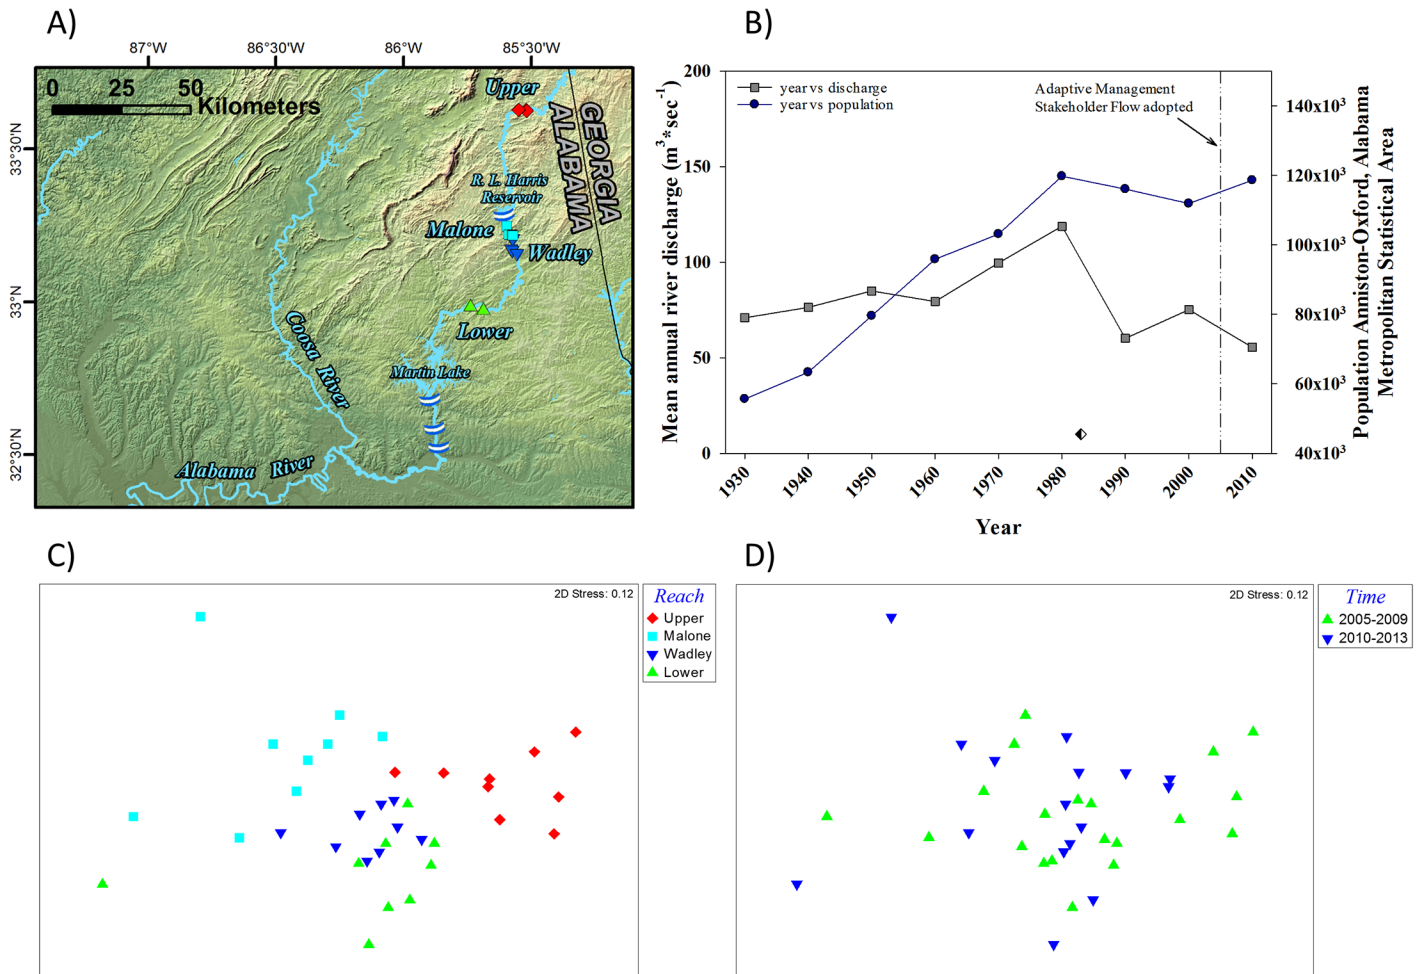 A)
87°W
86°30'W
86°W
85°30'W
33°30'N
33°N
32°30'N
0
25
50
Kilometers
Upper
GEORGIA
ALABAMA
R. L. Harris
Reservoir
Malone
Wadley
Lower
Coosa River
Martin Lake
Alabama River
B)
Mean annual river discharge (m³*sec⁻¹)
200
150
100
50
0
year vs discharge
year vs population
Adaptive Management
Stakeholder Flow adopted
140x10³
120x10³
100x10³
80x10³
60x10³
40x10³
Population Anniston-Oxford, Alabama
Metropolitan Statistical Area
1930
1940
1950
1960
1970
1980
1990
2000
2010
Year
C)
2D Stress: 0.12
Reach
Upper
Malone
Wadley
Lower
D)
2D Stress: 0.12
Time
2005-2009
2010-2013